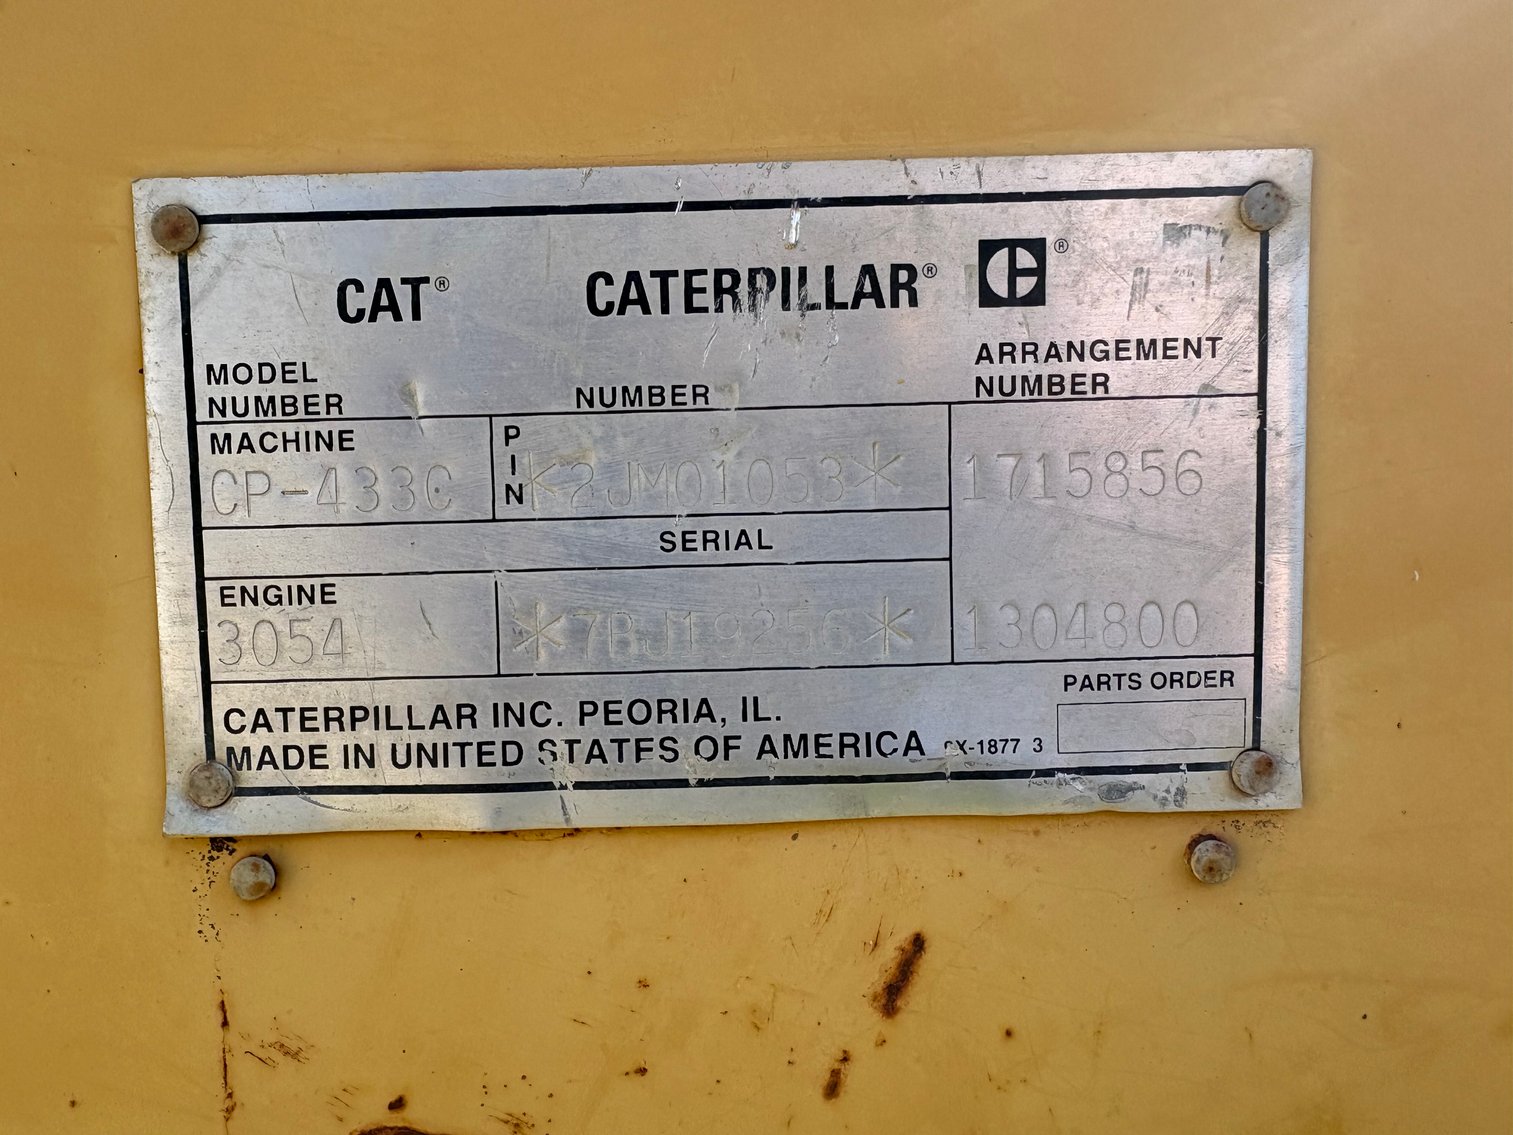 CAT® CATERPILLAR® ®
MODEL NUMBER
NUMBER
ARRANGEMENT NUMBER
MACHINE
CP-433C
PIN
*2JM01053*
1715856
SERIAL
ENGINE
3054
*7BJ19256*
1304800
CATERPILLAR INC. PEORIA, IL.
MADE IN UNITED STATES OF AMERICA
PARTS ORDER